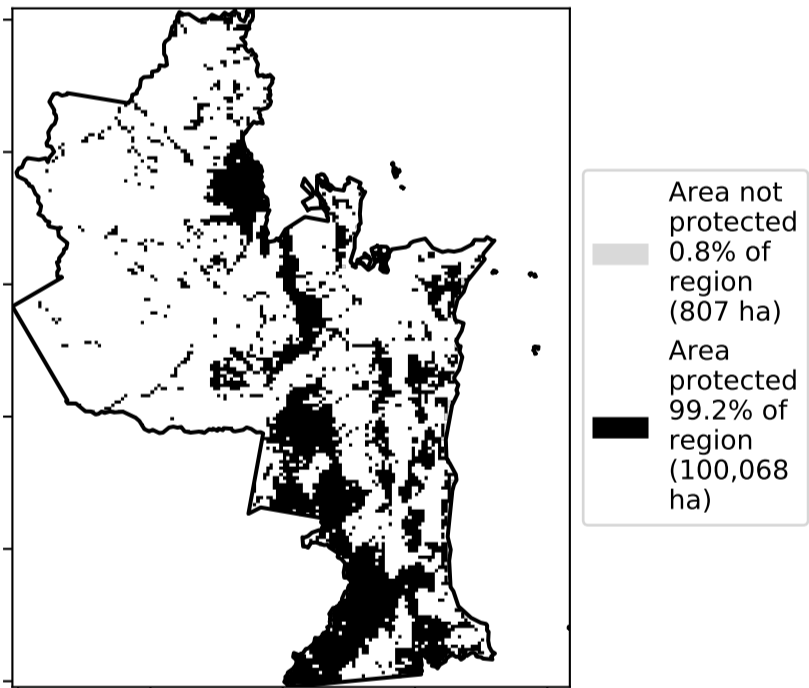 Area not
protected
0.8% of
region
(807 ha)
Area
protected
99.2% of
region
(100,068
ha)